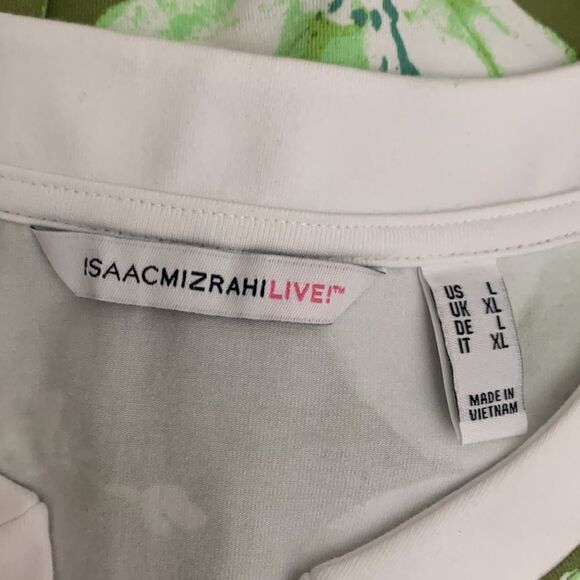 ISAACMIZRAHILIVE!™
US L
UK XL
DE L
IT XL
MADE IN
VIETNAM